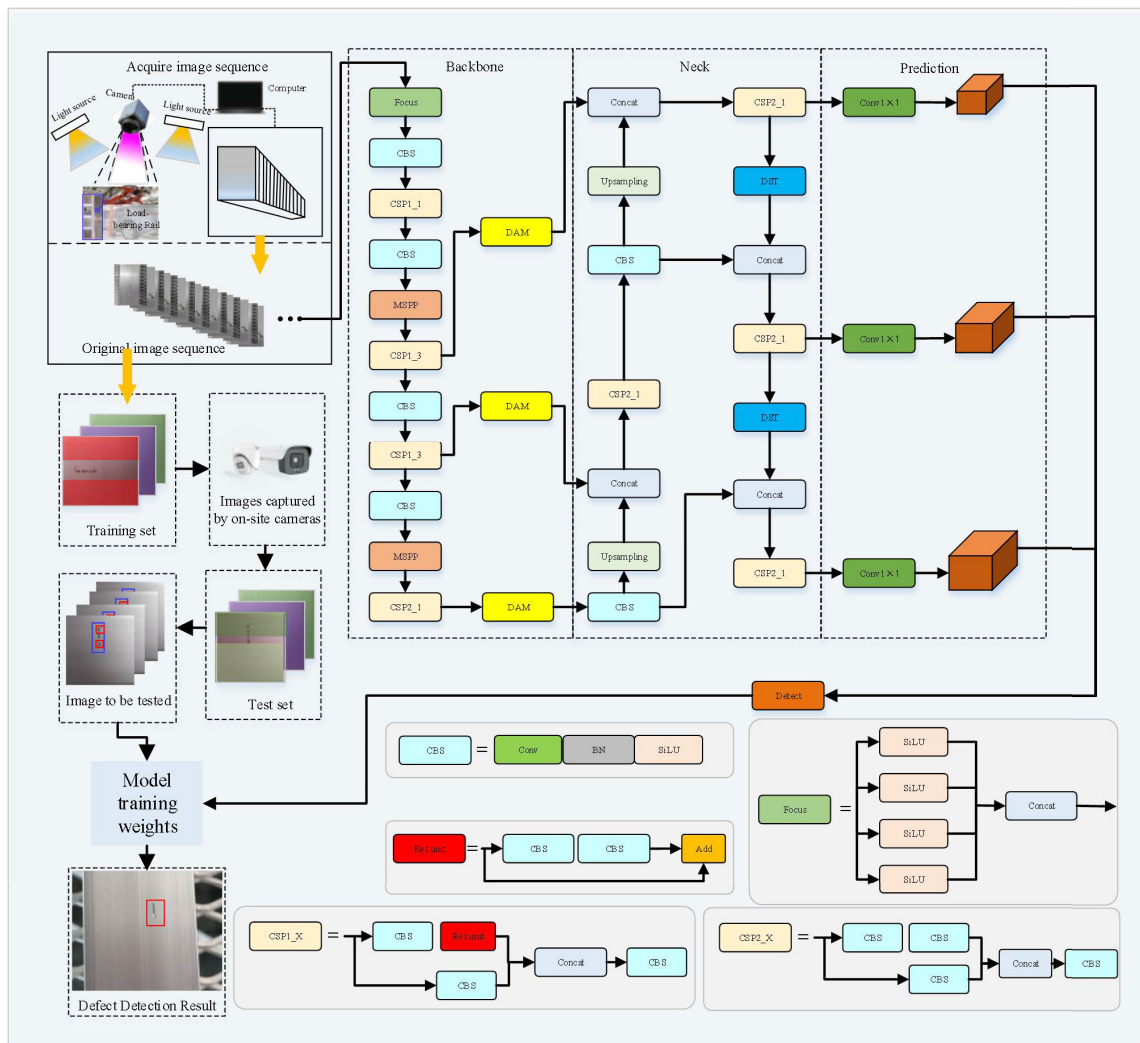 Acquire image sequence
Camera
Computer
Light source
Light source
Load-
bearing Rail
Original image sequence
Training set
Images captured
by on-site cameras
Image to be tested
Test set
Model
training
weights
Defect Detection Result
Backbone
Focus
CBS
CSP1_1
CBS
MSPP
CSP1_3
CBS
CSP1_3
CBS
MSPP
CSP2_1
DAM
DAM
DAM
Neck
Concat
Upsampling
CBS
CSP2_1
Concat
Upsampling
CBS
CSP2_1
DST
Concat
CSP2_1
DST
Concat
CSP2_1
Prediction
Conv1×1
Conv1×1
Conv1×1
Detect
CBS = Conv BN SiLU
Res unit = CBS CBS Add
Focus = SiLU SiLU SiLU SiLU Concat
CSP1_X = CBS Res unit CBS Concat CBS
CSP2_X = CBS CBS CBS Concat CBS